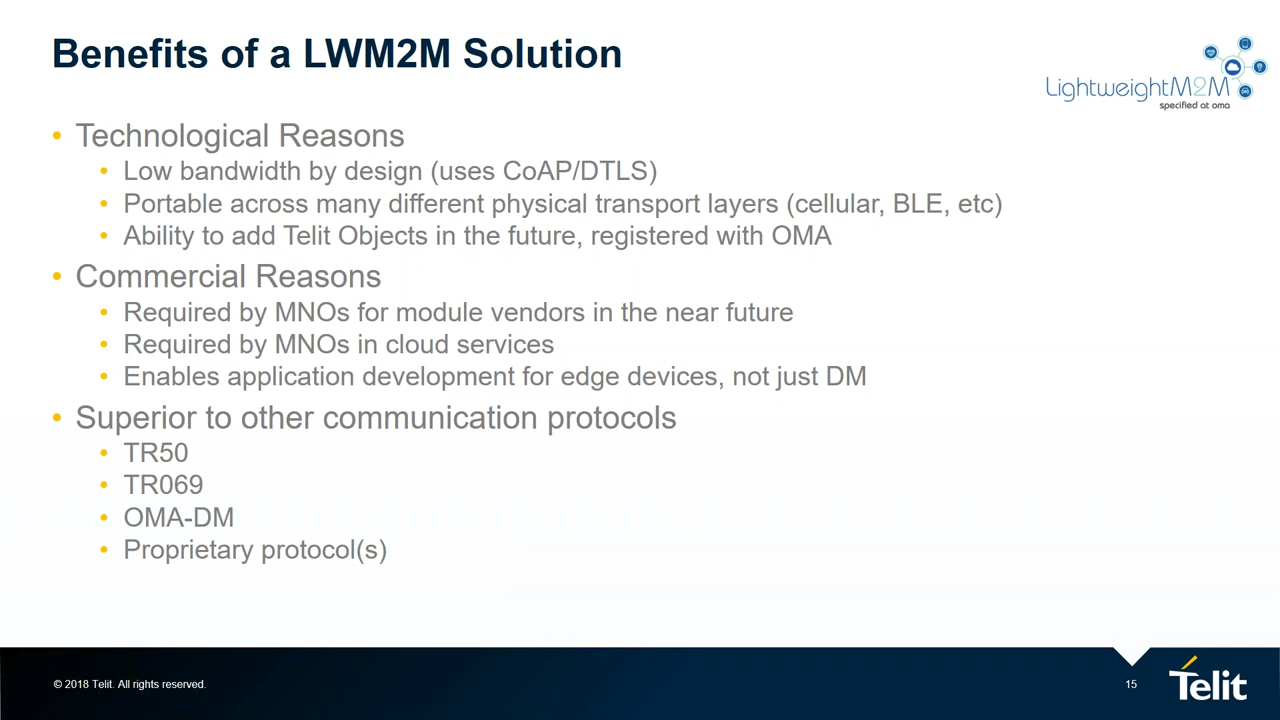 Benefits of a LWM2M Solution
LightweightM2M
specified at oma
• Technological Reasons
• Low bandwidth by design (uses CoAP/DTLS)
• Portable across many different physical transport layers (cellular, BLE, etc)
• Ability to add Telit Objects in the future, registered with OMA
• Commercial Reasons
• Required by MNOs for module vendors in the near future
• Required by MNOs in cloud services
• Enables application development for edge devices, not just DM
• Superior to other communication protocols
• TR50
• TR069
• OMA-DM
• Proprietary protocol(s)
© 2018 Telit. All rights reserved.
15
Telit